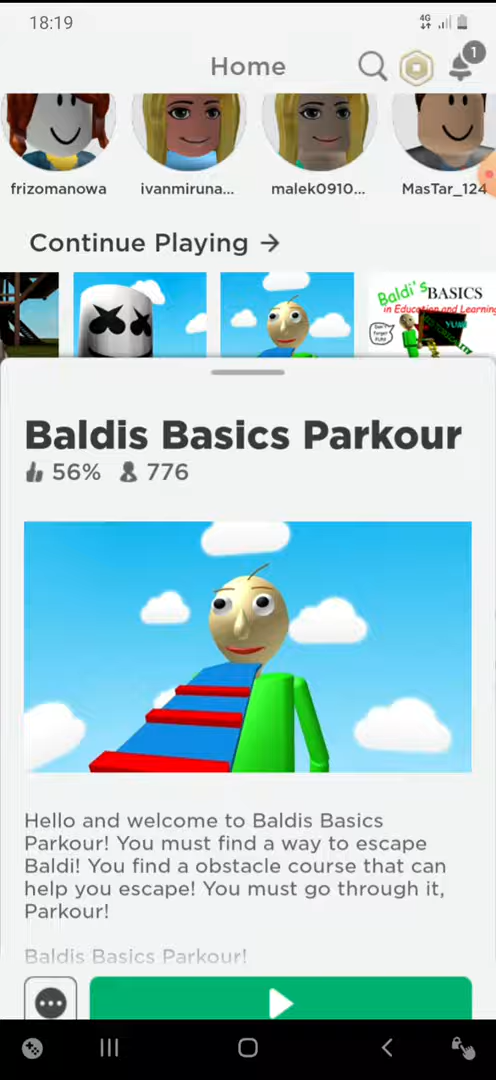 18:19
4G
Home
1
frizomanowa
ivanmiruna...
malek0910...
MasTar_124
Continue Playing →
Baldi's BASICS
in Education and Learning
Baldis Basics Parkour
56% 776
Hello and welcome to Baldis Basics
Parkour! You must find a way to escape
Baldi! You find a obstacle course that can
help you escape! You must go through it,
Parkour!
Baldis Basics Parkour!